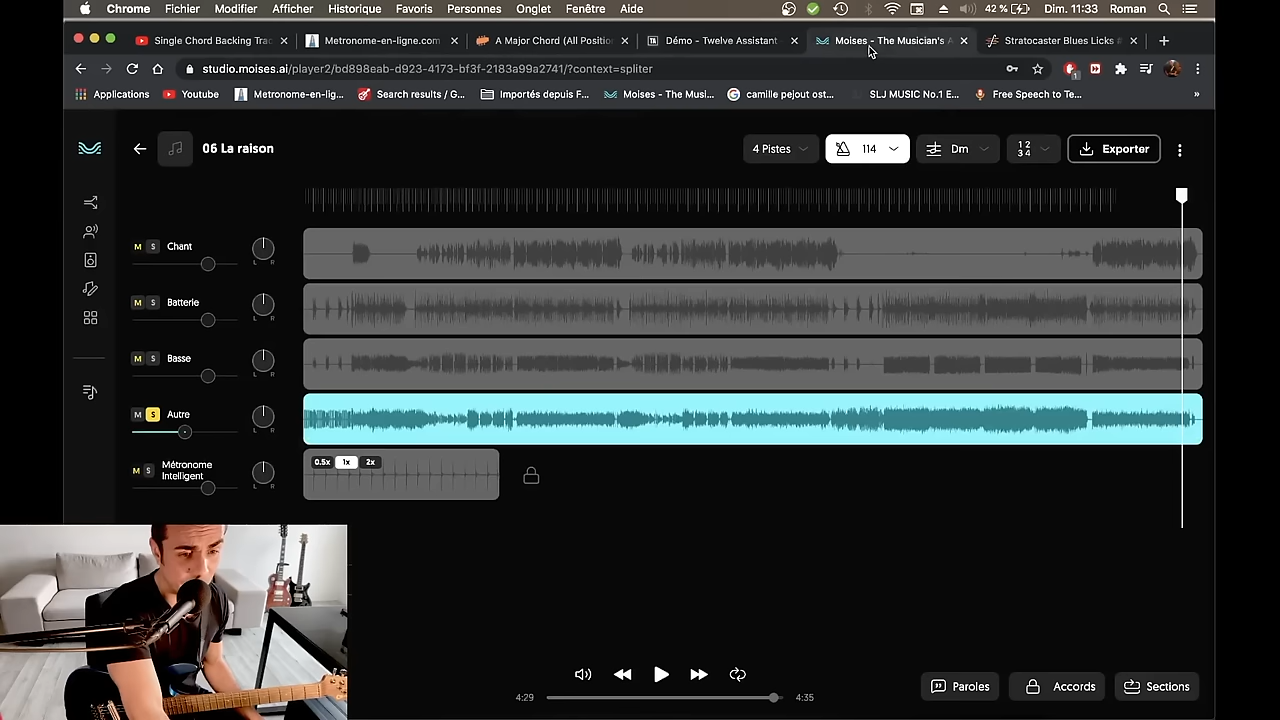 Chrome Fichier Modifier Afficher Historique Favoris Personnes Onglet Fenêtre Aide 42 % Dim. 11:33 Roman
Single Chord Backing Trac Metronome-en-ligne.com A Major Chord (All Positio Démo - Twelve Assistant Moises - The Musician's A Stratocaster Blues Licks #
studio.moises.ai/player2/bd898eab-d923-4173-bf3f-2183a99a2741/?context=spliter
Applications Youtube Metronome-en-lig... Search results / G... Importés depuis F... Moises - The Musi... camille pejout ost... SLJ MUSIC No.1 E... Free Speech to Te... »
06 La raison 4 Pistes 114 Dm 1 2 3 4 Exporter
M S Chant
L R
M S Batterie
L R
M S Basse
L R
M S Autre
L R
M S Métronome Intelligent
L R
0.5x 1x 2x
4:29 4:35
Paroles Accords Sections